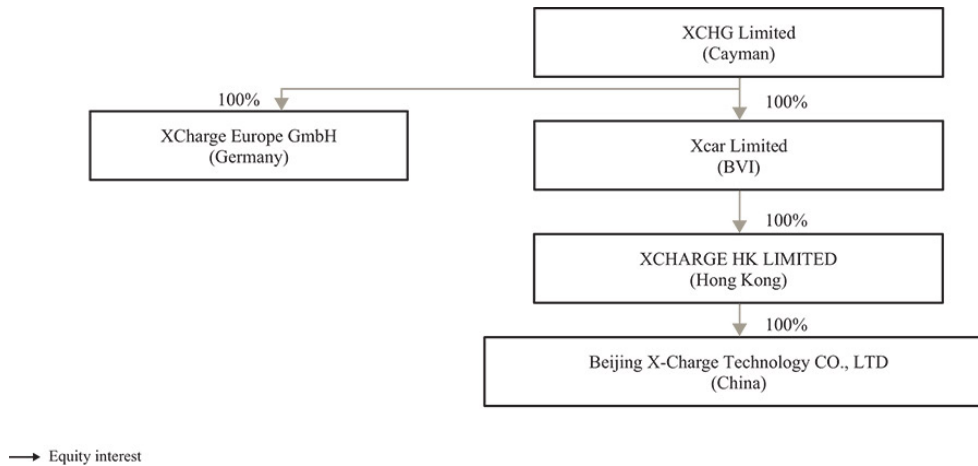 XCHG Limited
(Cayman)
100%
100%
XCharge Europe GmbH
(Germany)
Xcar Limited
(BVI)
100%
XCHARGE HK LIMITED
(Hong Kong)
100%
Beijing X-Charge Technology CO., LTD
(China)
Equity interest